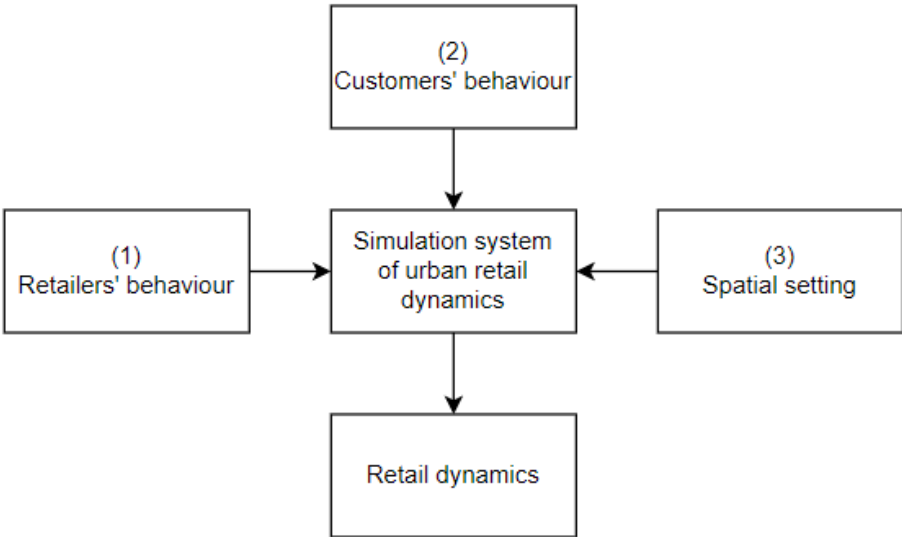 (2)
Customers' behaviour
(1)
Retailers' behaviour
Simulation system
of urban retail
dynamics
(3)
Spatial setting
Retail dynamics